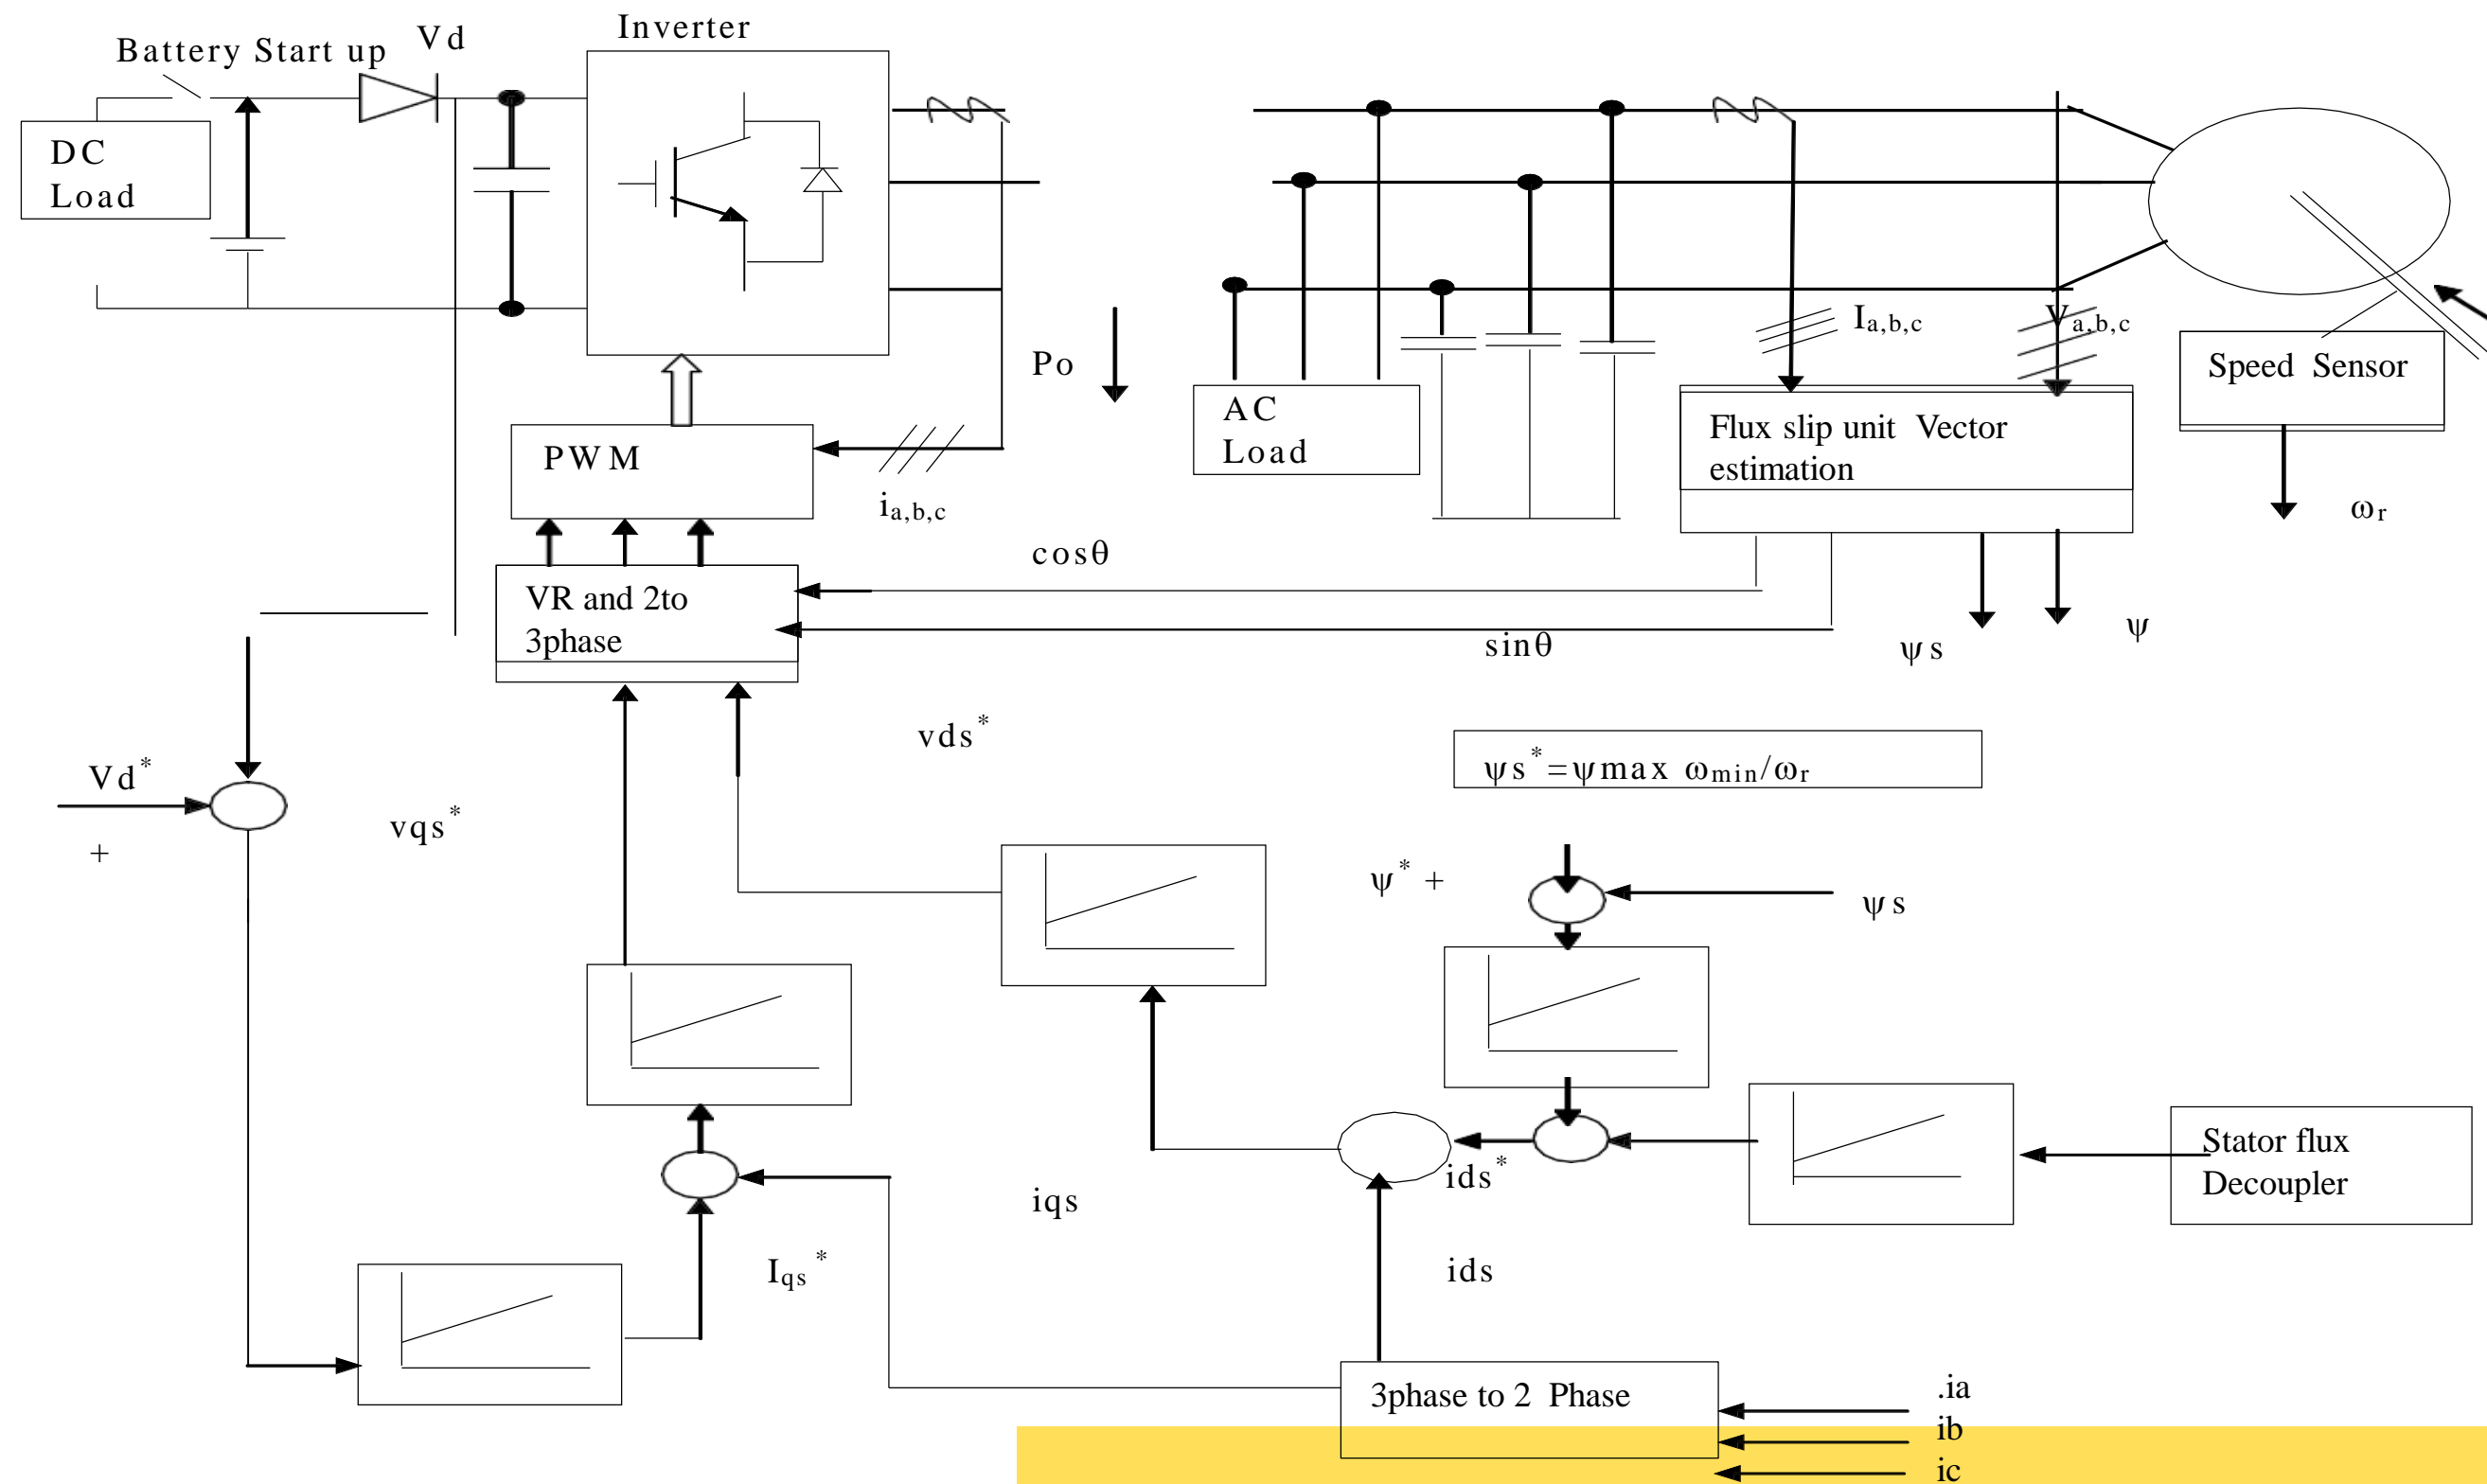 Inverter
Battery Start up
Vd
DC
Load
Po
AC
Load
Ia,b,c
Va,b,c
Speed Sensor
Flux slip unit Vector
estimation
PWM
ia,b,c
ωr
cosθ
VR and 2to
3phase
sinθ
ψs
ψ
vds*
ψs*=ψmax ωmin/ωr
Vd*
+
vqs*
ψ* +
ψs
Stator flux
Decoupler
ids*
iqs
Iqs*
ids
3phase to 2 Phase
.ia
ib
ic